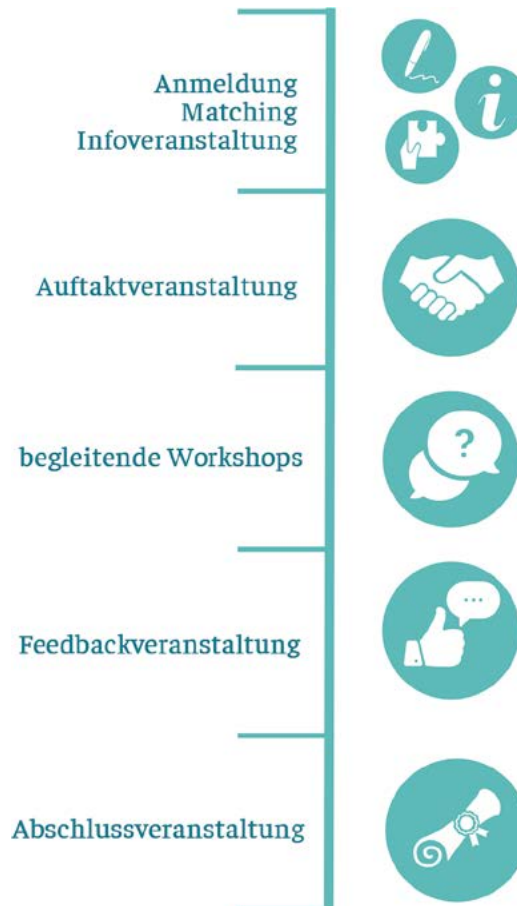 Anmeldung
Matching
Infoveranstaltung
i
Auftaktveranstaltung
?
begleitende Workshops
...
Feedbackveranstaltung
Abschlussveranstaltung